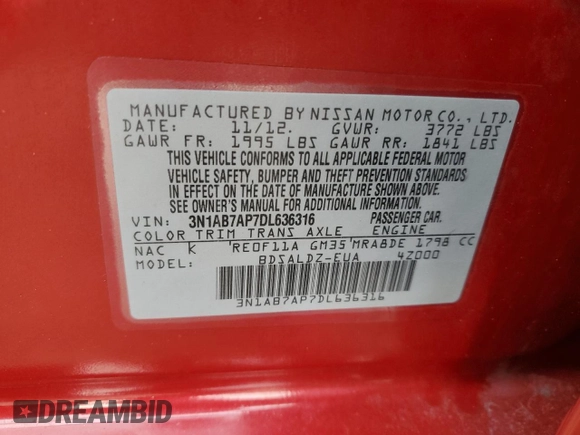 MANUFACTURED BY NISSAN MOTOR CO., LTD.
DATE: 11/12. GVWR: 3772 LBS
GAWR FR: 1995 LBS GAWR RR: 1841 LBS
THIS VEHICLE CONFORMS TO ALL APPLICABLE FEDERAL MOTOR
VEHICLE SAFETY, BUMPER AND THEFT PREVENTION STANDARDS
IN EFFECT ON THE DATE OF MANUFACTURE SHOWN ABOVE.
SEE OWNER'S MANUAL FOR ADDITIONAL INFORMATION.
VIN: 3N1AB7AP7DL636316 PASSENGER CAR.
COLOR TRIM TRANS AXLE ENGINE
NAC K RE0F11A GM35 MRA8DE 1798 CC
MODEL: BDSALDZ-EUA 4Z000
3N1AB7AP7DL636316
DREAMBID